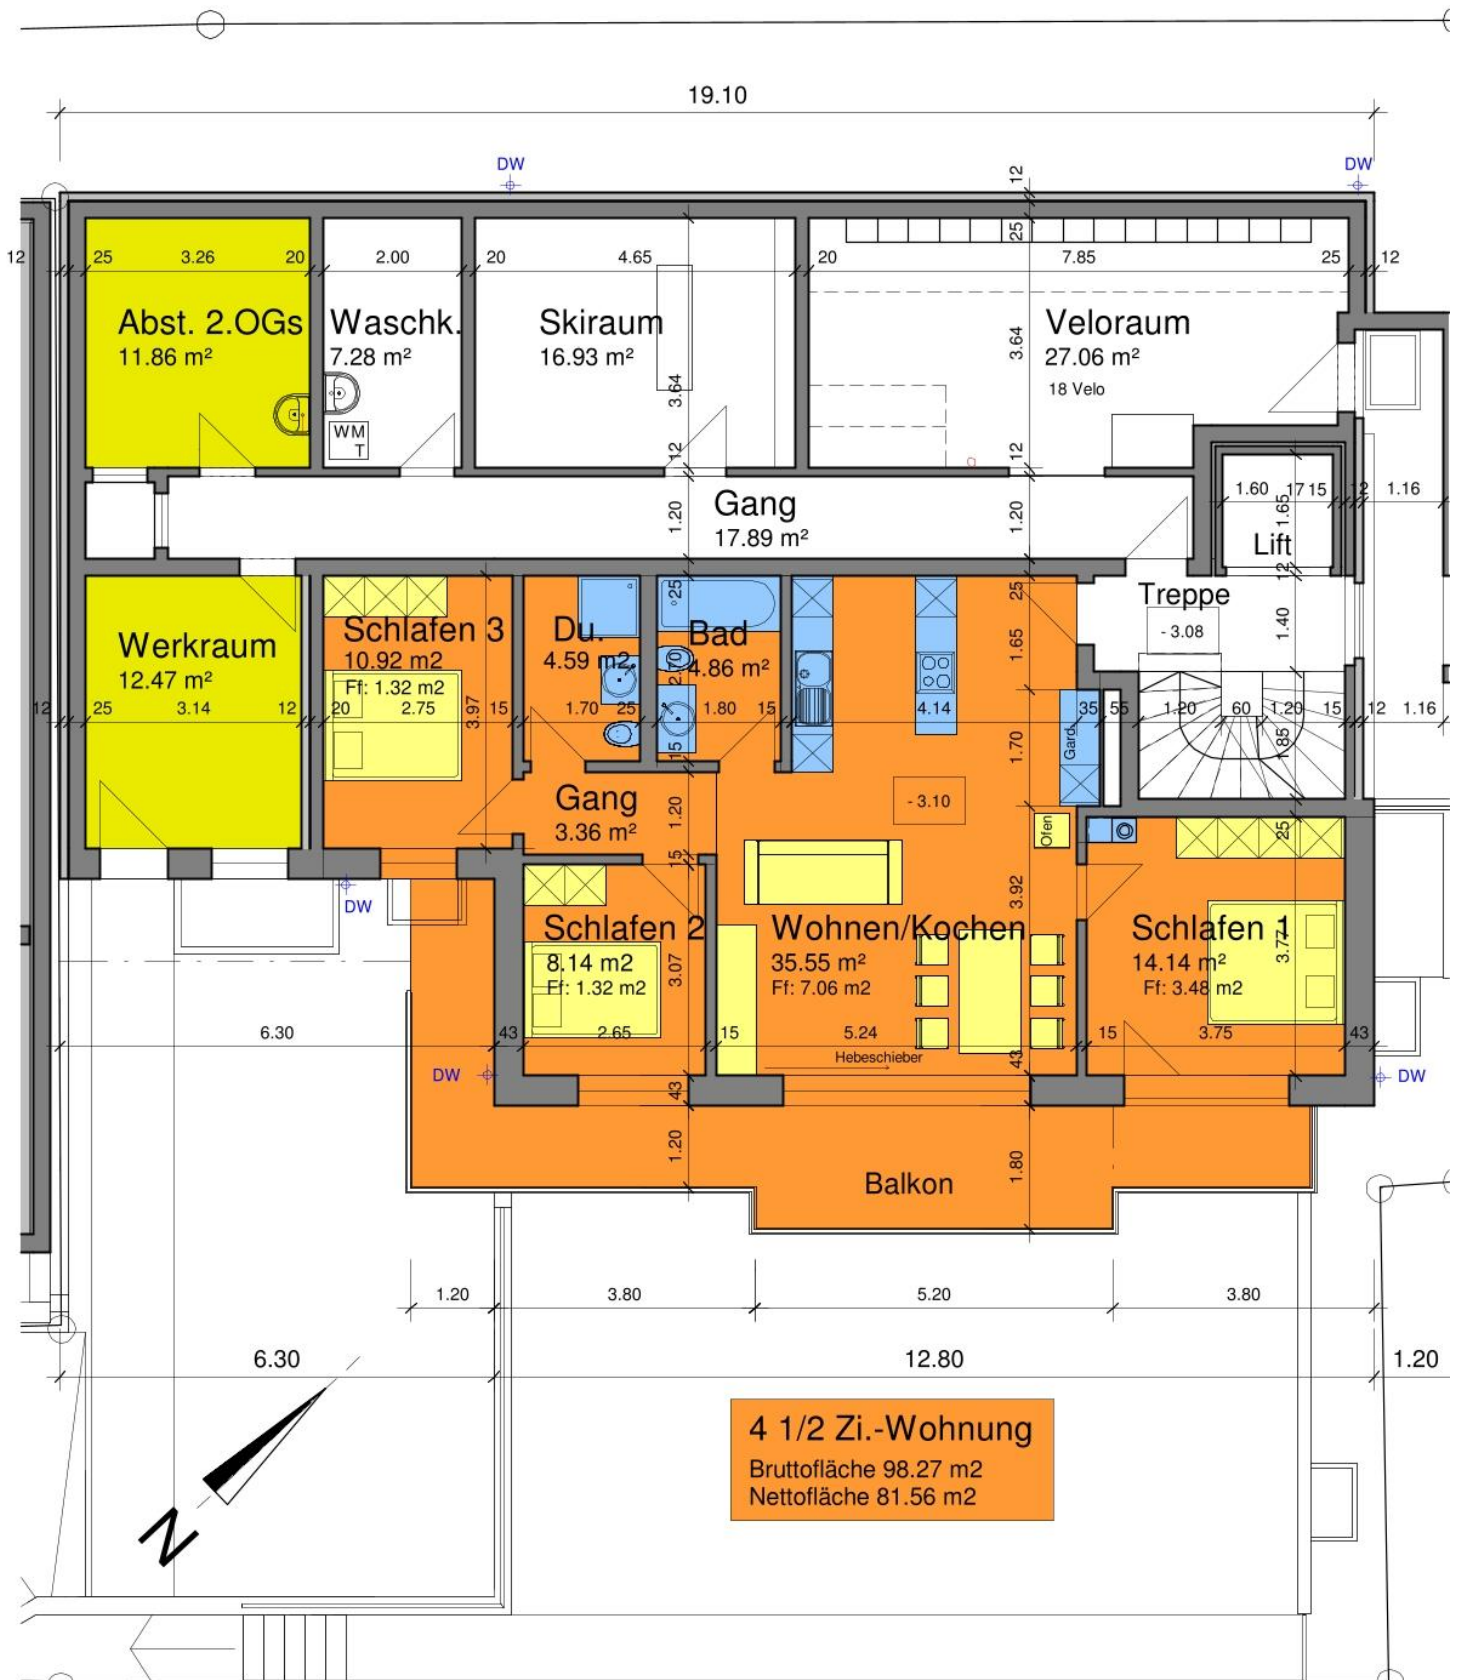 19.10
DW
DW
12
25
12
25
3.26
20
2.00
20
4.65
20
7.85
25
12
Abst. 2.OGs
11.86 m²
Waschk.
7.28 m²
Skiraum
16.93 m²
Veloraum
27.06 m²
18 Velo
3.64
3.64
WM
T
12
12
Gang
17.89 m²
1.20
1.20
1.60
17
15
12
1.16
1.65
Lift
12
Treppe
- 3.08
1.40
Werkraum
12.47 m²
Schlafen 3
10.92 m2
Ff: 1.32 m2
Du.
4.59 m2
Bad
4.86 m²
25
2.70
25
1.65
12
25
3.14
12
20
2.75
3.97
15
1.70
25
1.80
15
4.14
35
55
1.20
60
1.20
15
12
1.16
1.85
15
1.70
Gard.
Gang
3.36 m²
1.20
15
- 3.10
Ofen
25
3.92
DW
Schlafen 2
8.14 m2
Ff: 1.32 m2
3.07
Wohnen/Kochen
35.55 m²
Ff: 7.06 m2
Schlafen 1
14.14 m²
Ff: 3.48 m2
3.77
6.30
43
2.65
15
5.24
15
3.75
43
Hebeschieber
43
DW
DW
43
1.20
1.80
Balkon
1.20
3.80
5.20
3.80
6.30
12.80
1.20
4 1/2 Zi.-Wohnung
Bruttofläche 98.27 m2
Nettofläche 81.56 m2
N